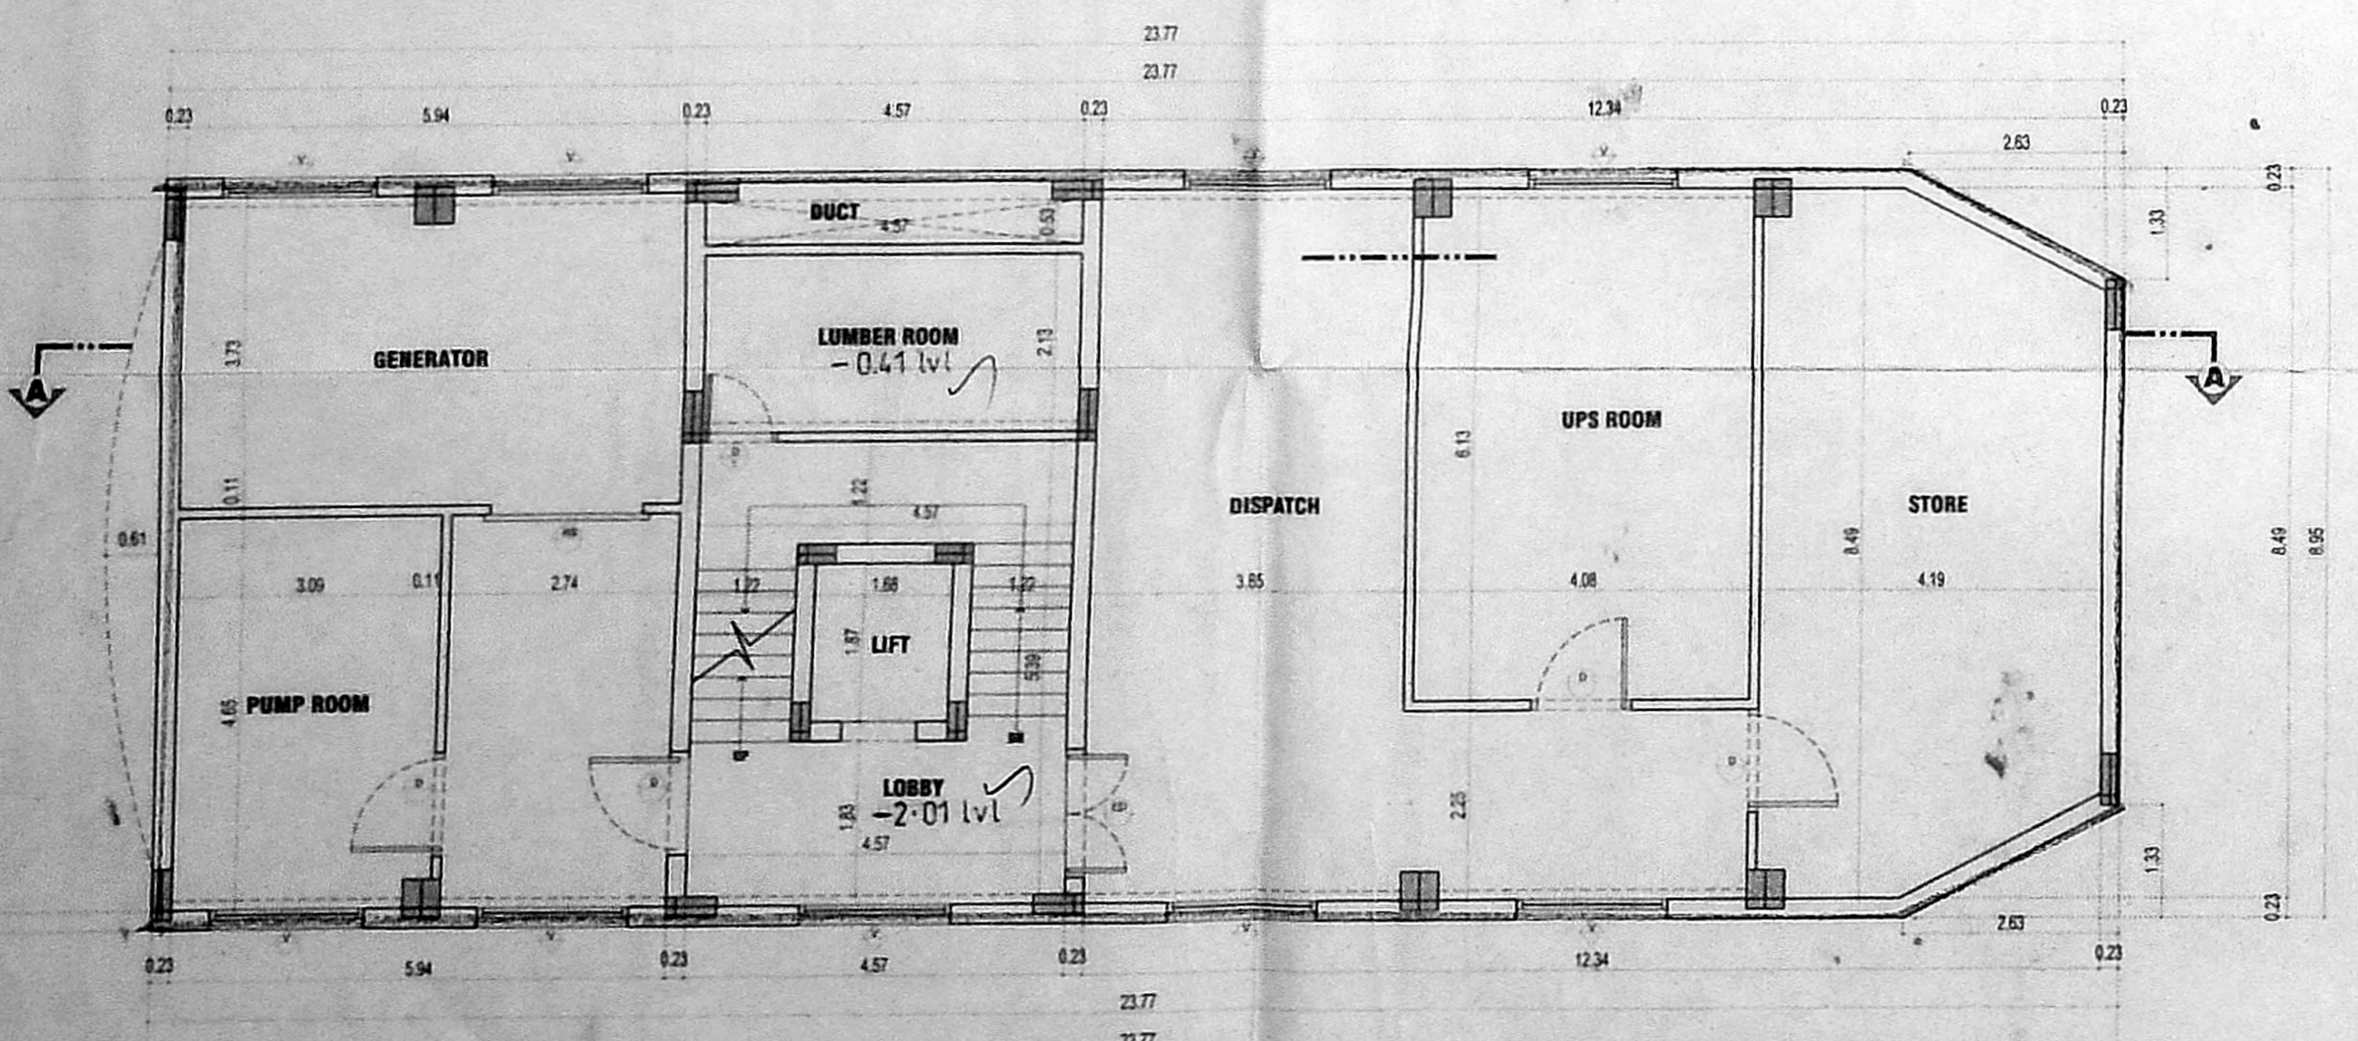 23.77
23.77
0.23 5.94 0.23 4.57 0.23 12.34 0.23
2.63
V V V
DUCT
4.57
0.53
0.23
1.33
LUMBER ROOM
-0.41 lvl
2.13
GENERATOR
3.73
A
A
UPS ROOM
6.13
D
0.11
1.22
4.57
DISPATCH
STORE
8.49
8.49
8.95
0.61
3.09
0.11
2.74
1.22
1.68
1.22
3.65
4.08
4.19
LIFT
1.87
5.39
PUMP ROOM
4.65
D
D
UP
LOBBY
-2.01 lvl
1.83
4.57
D
D
2.25
1.33
0.23
2.63
V V V V V
0.23 5.94 0.23 4.57 0.23 12.34 0.23
23.77
23.77